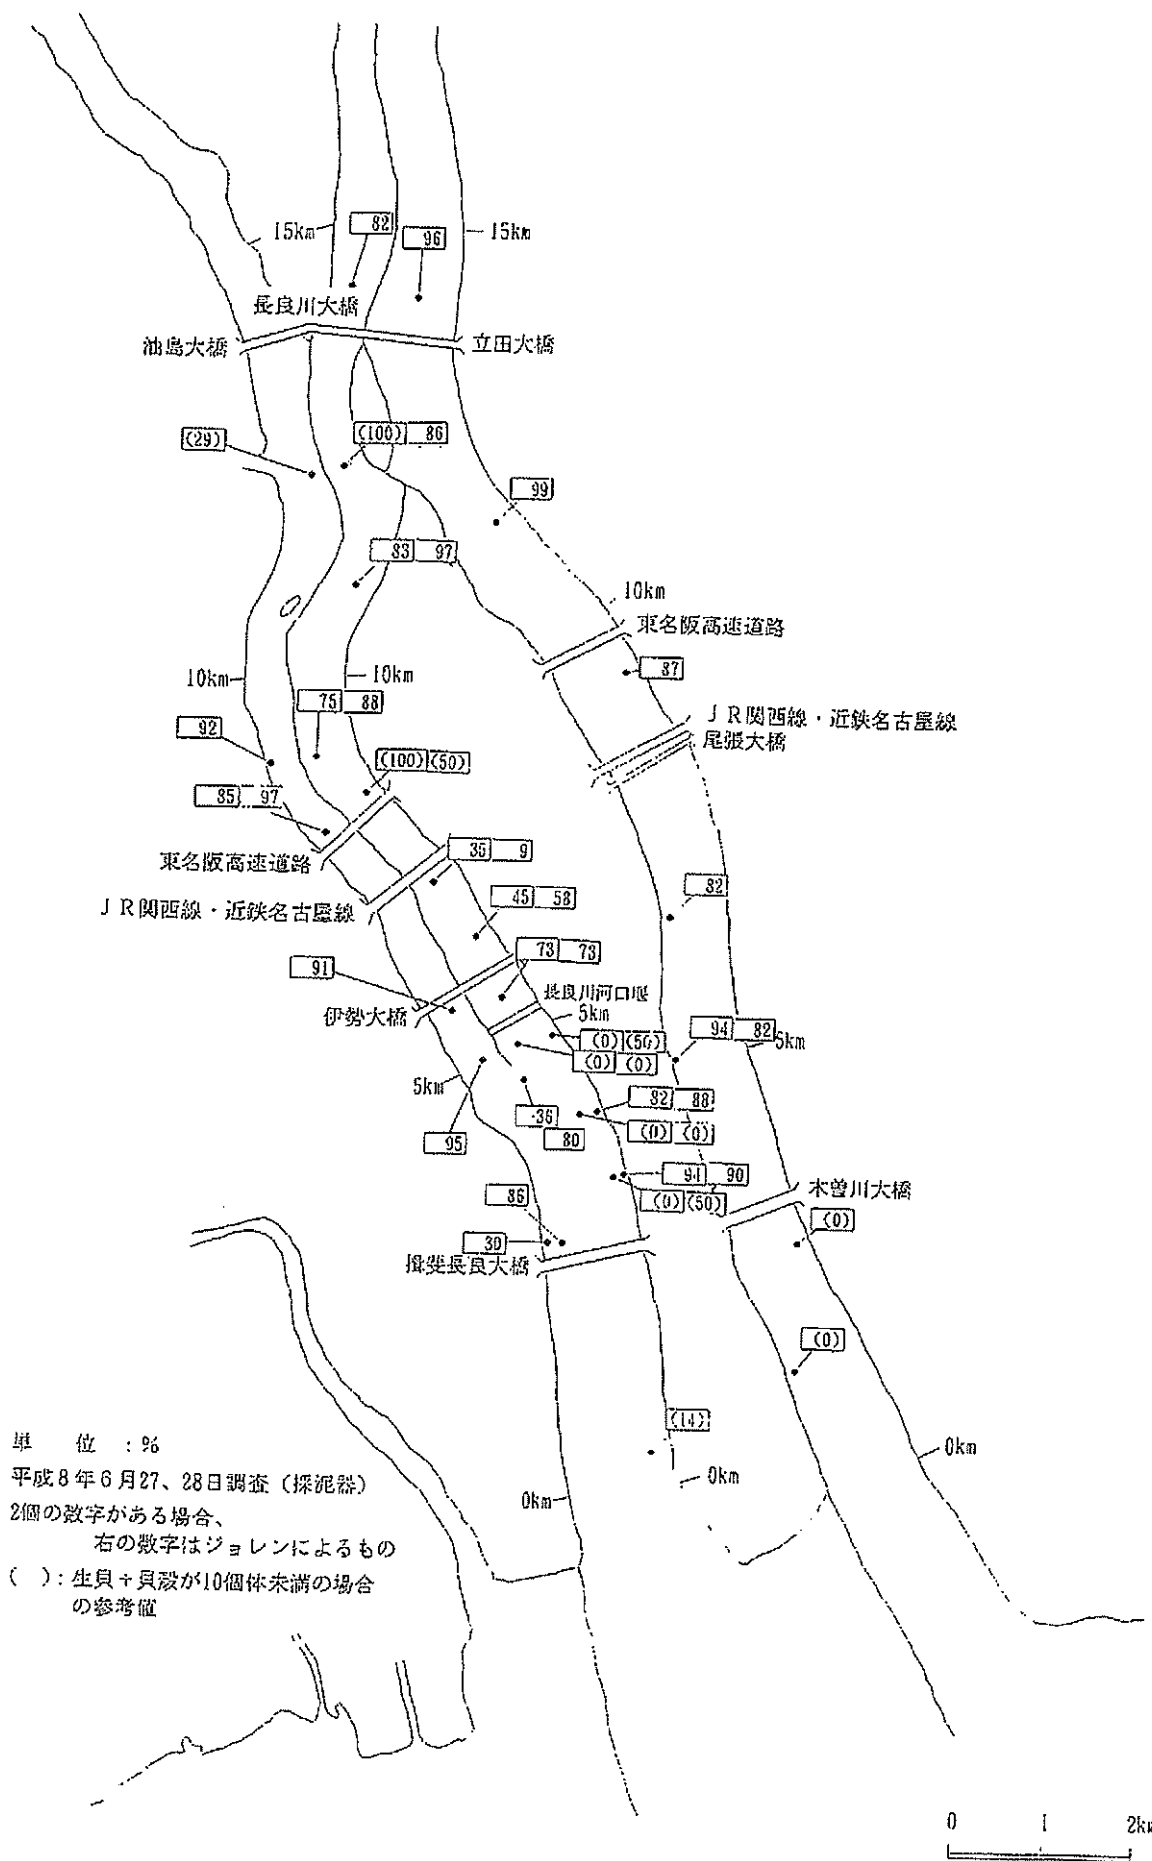 15km
82
96
15km
長良川大橋
油島大橋
立田大橋
(29)
(100) 86
99
83 97
10km
東名阪高速道路
87
10km
10km
75 88
JR関西線・近鉄名古屋線
尾張大橋
92
(100) (50)
85 97
東名阪高速道路
36 9
82
JR関西線・近鉄名古屋線
45 58
73 73
91
長良川河口堰
伊勢大橋
5km
94 82
5km
(0) (50)
(0) (0)
5km
36
82 88
80
(0) (0)
95
94 90
(0) (50)
木曽川大橋
86
(0)
30
揖斐長良大橋
(0)
(14)
0km
0km
0km
単 位 : %
平成8年6月27、28日調査(採泥器)
2個の数字がある場合、
右の数字はジョレンによるもの
( ): 生貝+貝殻が10個体未満の場合
の参考値
0 1 2km